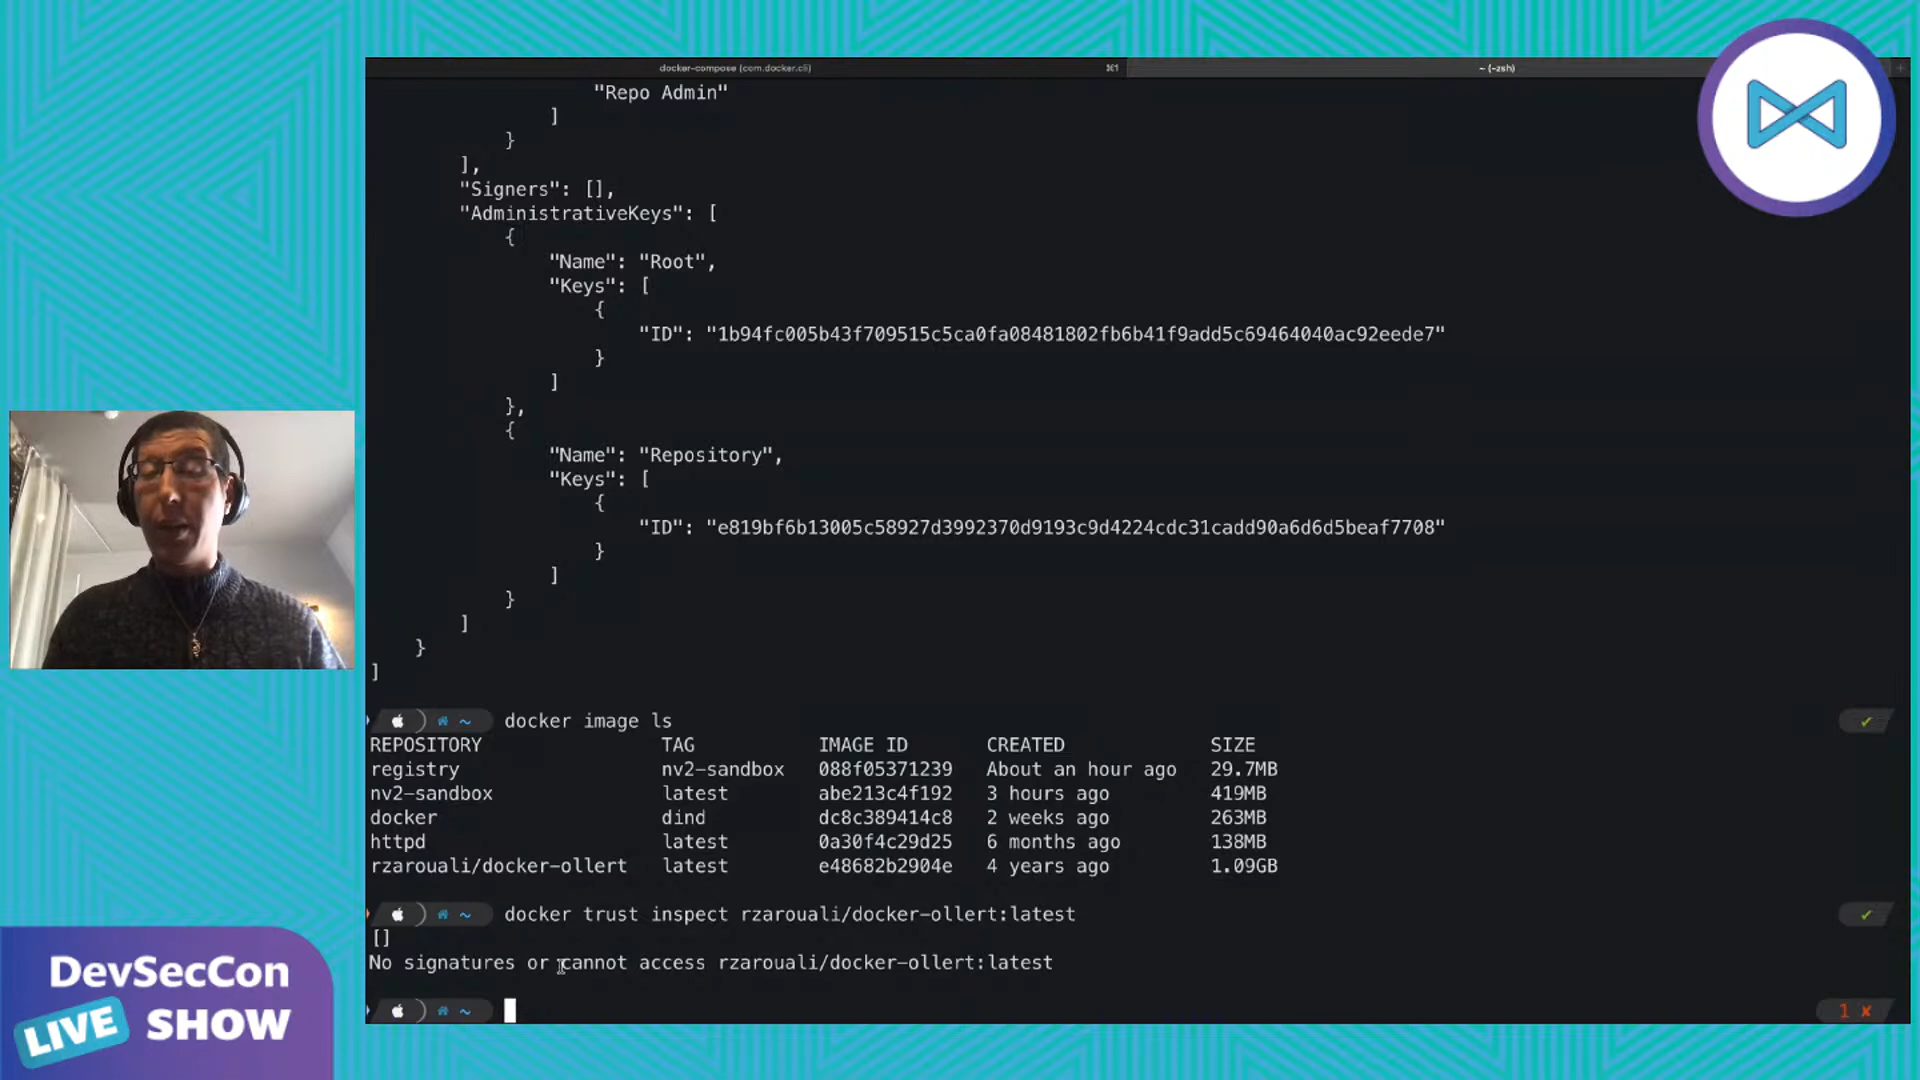 docker-compose (com.docker.cli)
⌘1
~ (-zsh)
"Repo Admin"
]
}
],
"Signers": [],
"AdministrativeKeys": [
{
"Name": "Root",
"Keys": [
{
"ID": "1b94fc005b43f709515c5ca0fa08481802fb6b41f9add5c69464040ac92eede7"
}
]
},
{
"Name": "Repository",
"Keys": [
{
"ID": "e819bf6b13005c58927d3992370d9193c9d4224cdc31cadd90a6d6d5beaf7708"
}
]
}
]
}
]
~ docker image ls ✓
REPOSITORY TAG IMAGE ID CREATED SIZE
registry nv2-sandbox 088f05371239 About an hour ago 29.7MB
nv2-sandbox latest abe213c4f192 3 hours ago 419MB
docker dind dc8c389414c8 2 weeks ago 263MB
httpd latest 0a30f4c29d25 6 months ago 138MB
rzarouali/docker-ollert latest e48682b2904e 4 years ago 1.09GB
~ docker trust inspect rzarouali/docker-ollert:latest ✓
[]
No signatures or cannot access rzarouali/docker-ollert:latest
~ 1 ✘
DevSecCon
LIVE SHOW